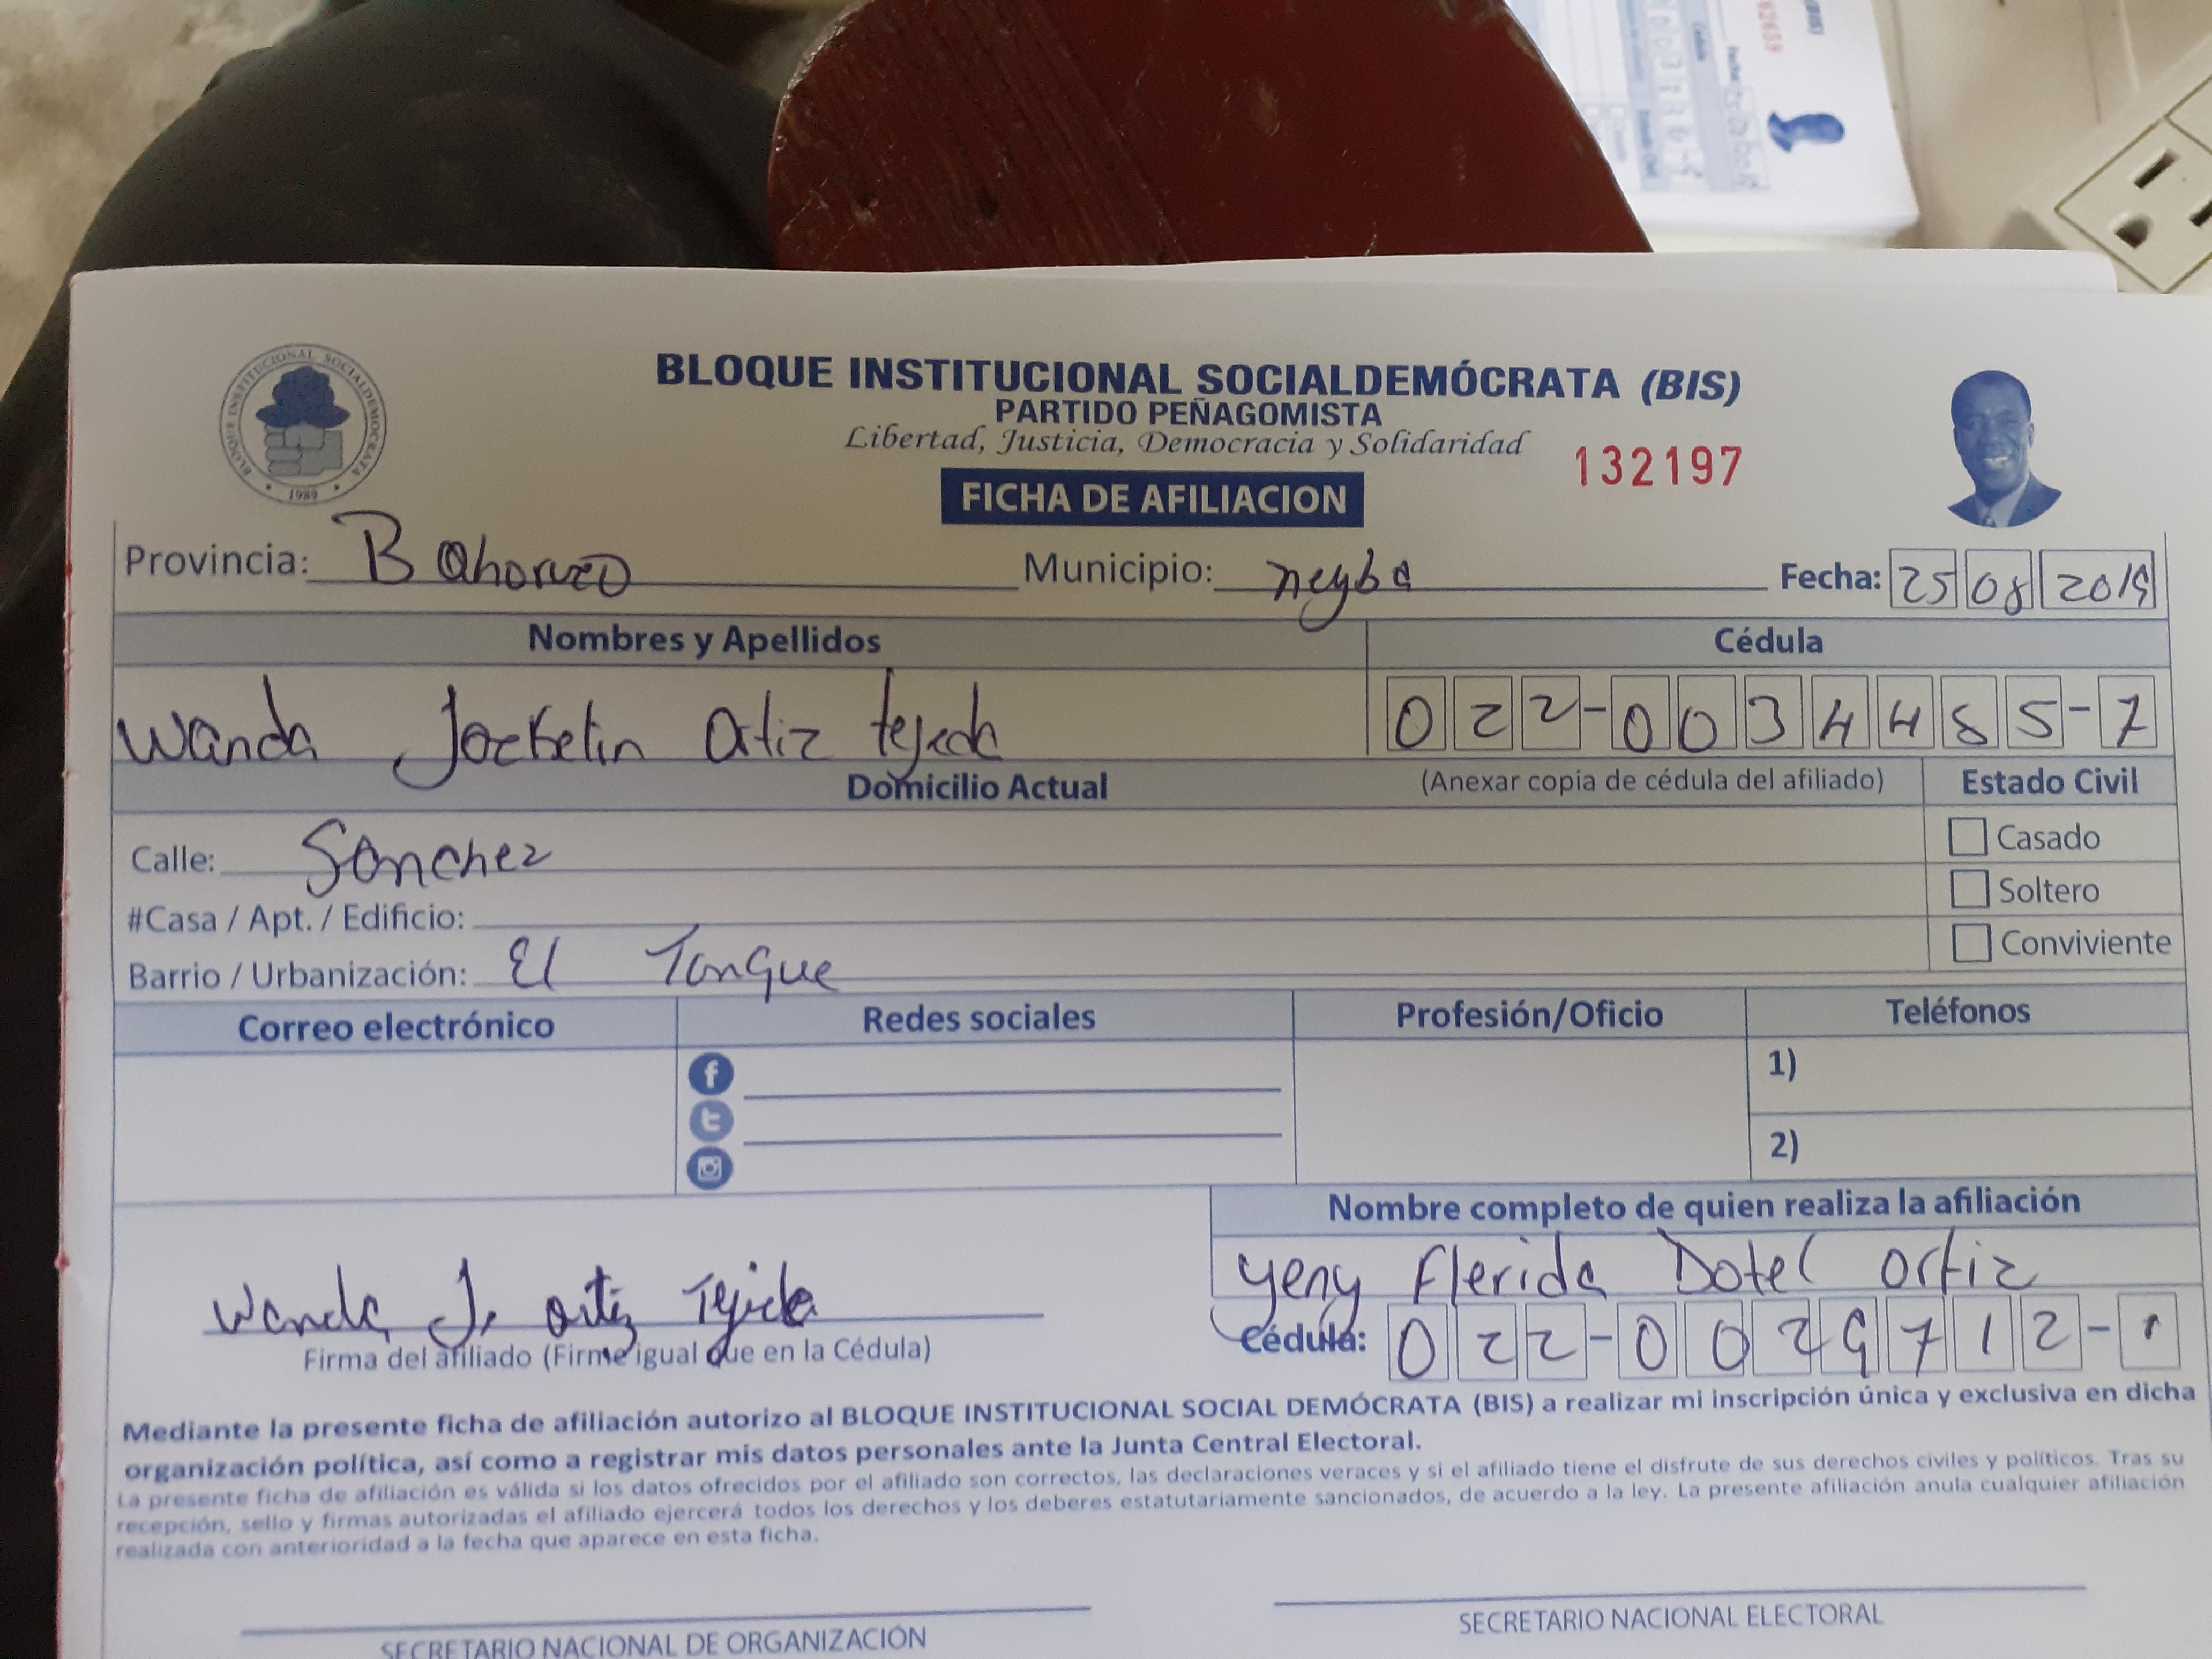 BLOQUE INSTITUCIONAL SOCIALDEMÓCRATA (BIS)
PARTIDO PEÑAGOMISTA
Libertad, Justicia, Democracia y Solidaridad
132197
BLOQUE INSTITUCIONAL SOCIALDEMOCRATA
1989
FICHA DE AFILIACION
Provincia: Bahoruco Municipio: neyba Fecha: 25 08 2019
Nombres y Apellidos Cédula
Wanda Jockelin Ortiz tejeda 022-0034485-7
Domicilio Actual (Anexar copia de cédula del afiliado) Estado Civil
Calle: Sanchez Casado
#Casa / Apt. / Edificio: Soltero
Barrio / Urbanización: El Tanque Conviviente
Correo electrónico Redes sociales Profesión/Oficio Teléfonos
1)
2)
Nombre completo de quien realiza la afiliación
yeny Flerida Dotel Ortiz
Wanda J. ortiz Tejeda
Firma del afiliado (Firme igual que en la Cédula) Cédula: 022-0029712-1
Mediante la presente ficha de afiliación autorizo al BLOQUE INSTITUCIONAL SOCIAL DEMÓCRATA (BIS) a realizar mi inscripción única y exclusiva en dicha
organización política, así como a registrar mis datos personales ante la Junta Central Electoral.
La presente ficha de afiliación es válida si los datos ofrecidos por el afiliado son correctos, las declaraciones veraces y si el afiliado tiene el disfrute de sus derechos civiles y políticos. Tras su
recepción, sello y firmas autorizadas el afiliado ejercerá todos los derechos y los deberes estatutariamente sancionados, de acuerdo a la ley. La presente afiliación anula cualquier afiliación
realizada con anterioridad a la fecha que aparece en esta ficha.
SECRETARIO NACIONAL DE ORGANIZACIÓN SECRETARIO NACIONAL ELECTORAL